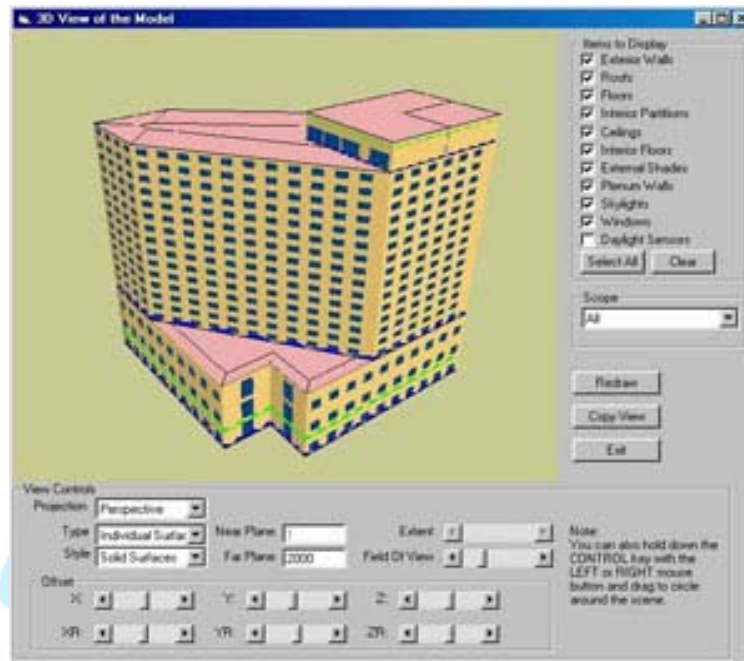 3D View of the Model
Items to Display
Exterior Walls
Roofs
Floors
Interior Partitions
Ceilings
Interior Floors
External Shades
Plenum Walls
Skylights
Windows
Daylight Sensors
Select All Clear
Scope
All
Redraw
Copy View
Exit
View Controls
Projection Perspective
Type Individual Surfac Near Plane: 1 Extent
Style Solid Surfaces Far Plane: 2000 Field Of View
Note:
You can also hold down the
CONTROL key with the
LEFT or RIGHT mouse
button and drag to circle
around the scene.
Offset
X: Y: Z:
XR: YR: ZR: